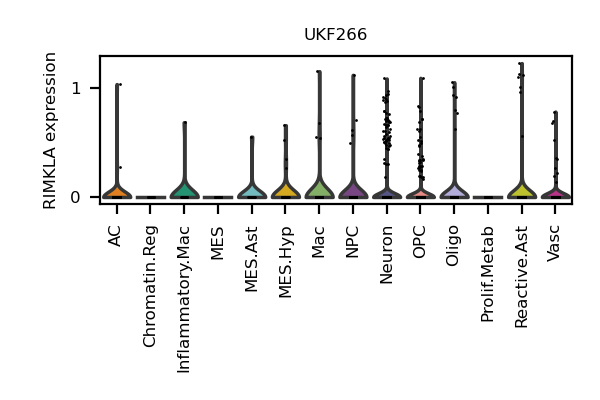 UKF266
RIMKLA expression
1
0
AC
Chromatin.Reg
Inflammatory.Mac
MES
MES.Ast
MES.Hyp
Mac
NPC
Neuron
OPC
Oligo
Prolif.Metab
Reactive.Ast
Vasc